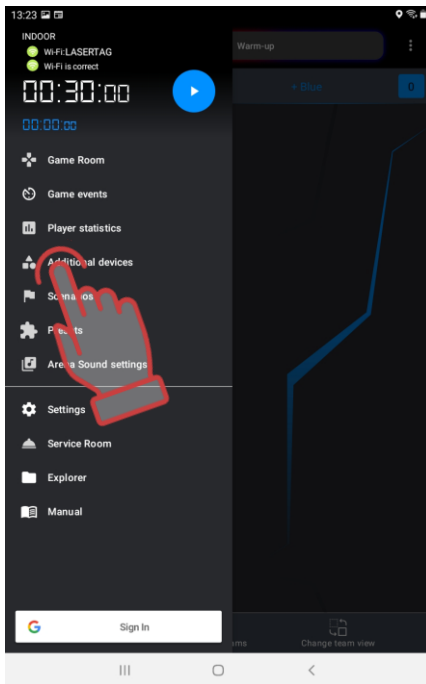 13:23
INDOOR
Wi-Fi:LASERTAG
Wi-Fi is correct
00:30:00
00:00:00
Warm-up
+ Blue
0
Game Room
Game events
Player statistics
Additional devices
Scenarios
Presets
Arena Sound settings
Settings
Service Room
Explorer
Manual
G
Sign In
Change team view